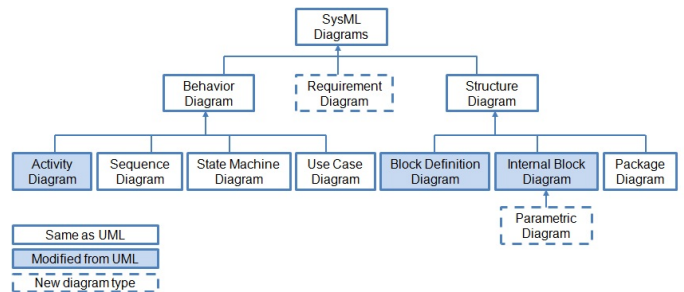 SysML
Diagrams
Behavior
Diagram
Requirement
Diagram
Structure
Diagram
Activity
Diagram
Sequence
Diagram
State Machine
Diagram
Use Case
Diagram
Block Definition
Diagram
Internal Block
Diagram
Package
Diagram
Parametric
Diagram
Same as UML
Modified from UML
New diagram type